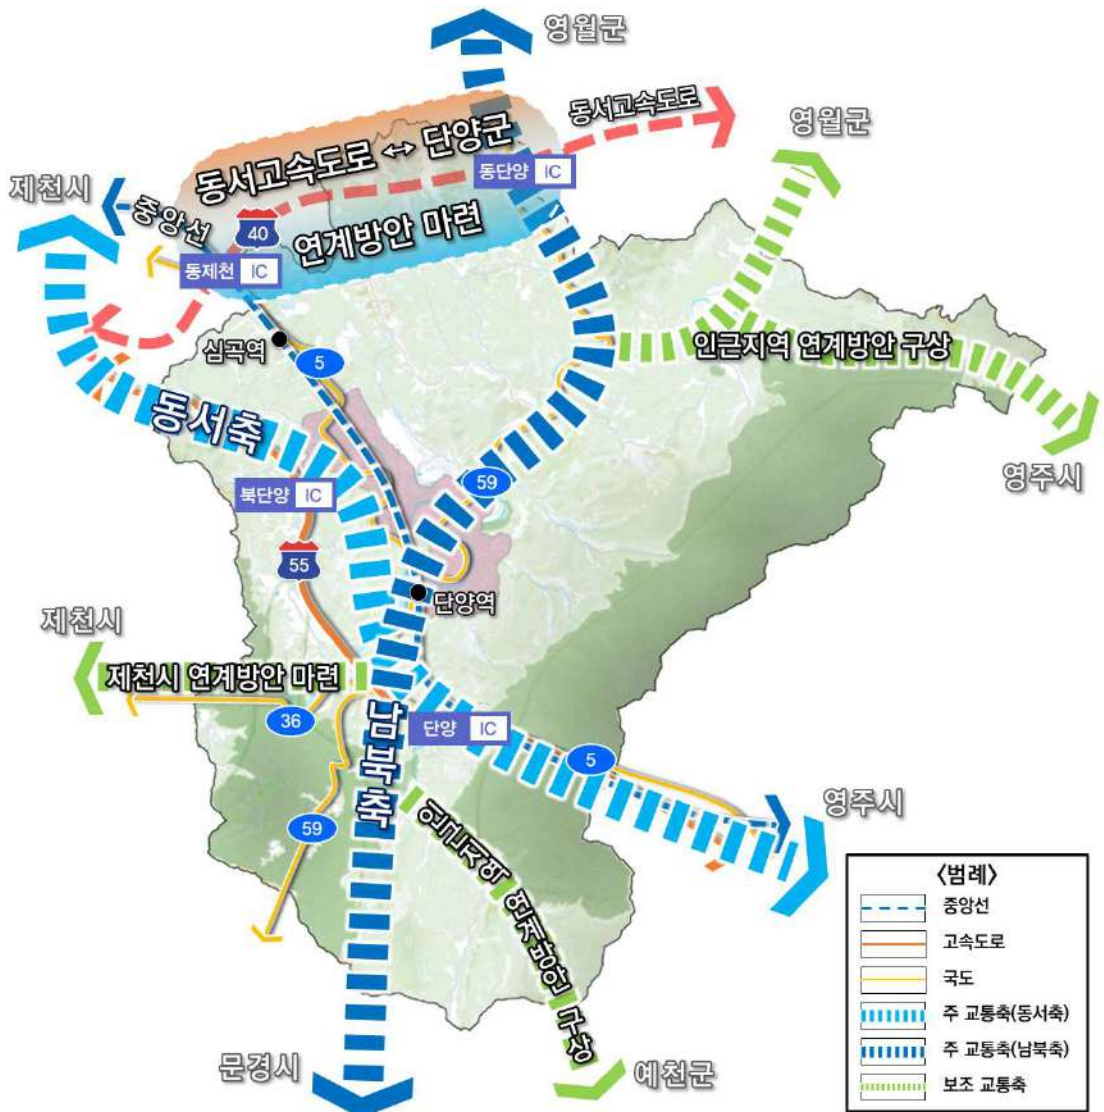 영월군
동서고속도로
영월군
동서고속도로 ↔ 단양군
동단양 IC
제천시
중앙선
40
연계방안 마련
동제천 IC
심곡역
5
인근지역 연계방안 구상
동서축
영주시
59
북단양 IC
55
단양역
제천시
제천시 연계방안 마련
36
남북축
단양 IC
5
영주시
59
인근지역 연계방안 구상
문경시
예천군
<범례>
중앙선
고속도로
국도
주 교통축(동서축)
주 교통축(남북축)
보조 교통축